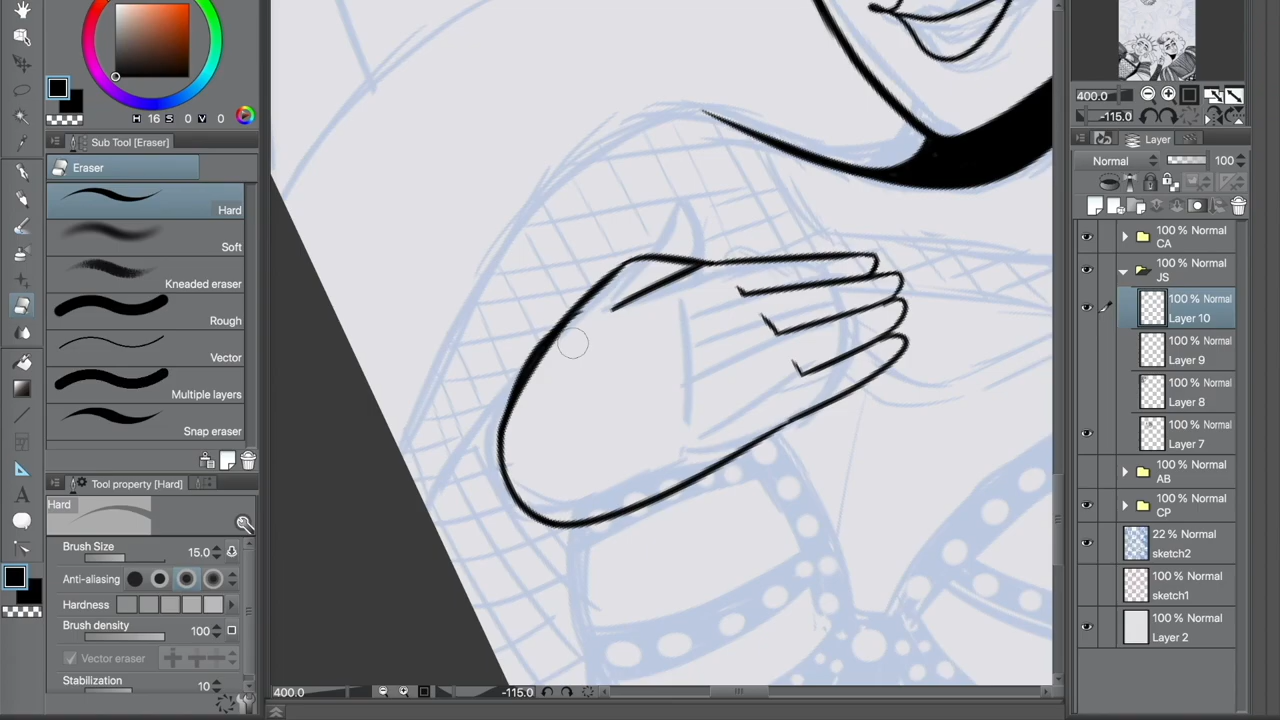 H 16 S 0 V 0
Sub Tool [Eraser]
Eraser
Hard
Soft
Kneaded eraser
Rough
Vector
Multiple layers
Snap eraser
Tool property [Hard]
Hard
Brush Size 15.0
Anti-aliasing
Hardness
Brush density 100
Vector eraser
Stabilization 10
400.0
-115.0
400.0
-115.0
Layer
Normal 100
100 % Normal
CA
100 % Normal
JS
100 % Normal
Layer 10
100 % Normal
Layer 9
100 % Normal
Layer 8
100 % Normal
Layer 7
100 % Normal
AB
100 % Normal
CP
22 % Normal
sketch2
100 % Normal
sketch1
100 % Normal
Layer 2